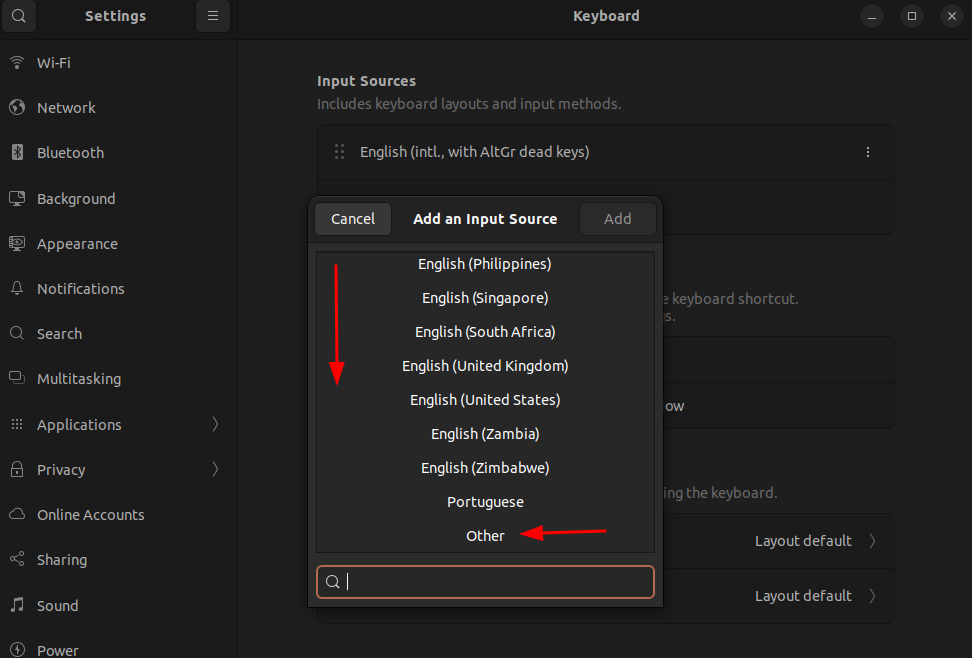 Settings
Keyboard
Wi-Fi
Network
Bluetooth
Background
Appearance
Notifications
Search
Multitasking
Applications
Privacy
Online Accounts
Sharing
Sound
Power
Input Sources
Includes keyboard layouts and input methods.
English (intl., with AltGr dead keys)
Cancel
Add an Input Source
Add
English (Philippines)
English (Singapore)
English (South Africa)
English (United Kingdom)
English (United States)
English (Zambia)
English (Zimbabwe)
Portuguese
Other
e keyboard shortcut.
s.
ow
ing the keyboard.
Layout default
Layout default